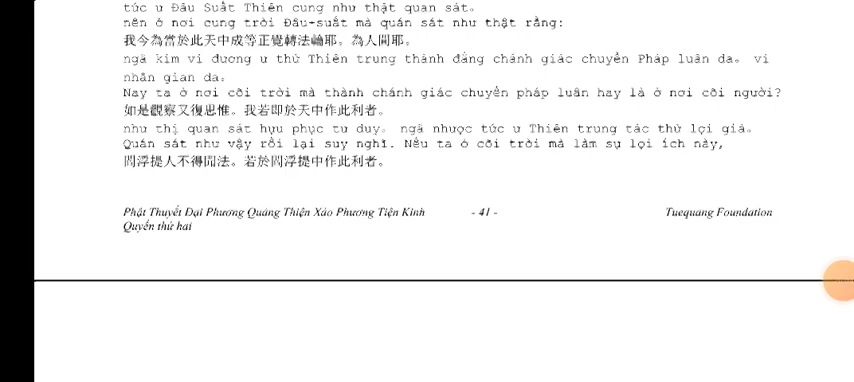 túc ư Đâu Suất Thiên cung như thật quan sát。
nên ở nơi cung trời Đâu-suất mà quán sát như thật rằng:
我今為當於此天中成等正覺轉法輪耶。為人間耶。
ngã kim vi đương ư thử Thiên trung thành đẳng chánh giác chuyển Pháp luân da。 vi
nhân gian da。
Nay ta ở nơi cõi trời mà thành chánh giác chuyển pháp luân hay là ở nơi cõi người?
如是觀察又復思惟。我若即於天中作此利者。
như thị quan sát hựu phục tư duy。 ngã nhược tức ư Thiên trung tác thử lợi giả。
Quán sát như vậy rồi lại suy nghĩ. Nếu ta ở cõi trời mà làm sự lợi ích này,
閻浮提人不得聞法。若於閻浮提中作此利者。
Phật Thuyết Đại Phương Quảng Thiện Xảo Phương Tiện Kinh - 41 - Tuequang Foundation
Quyển thứ hai